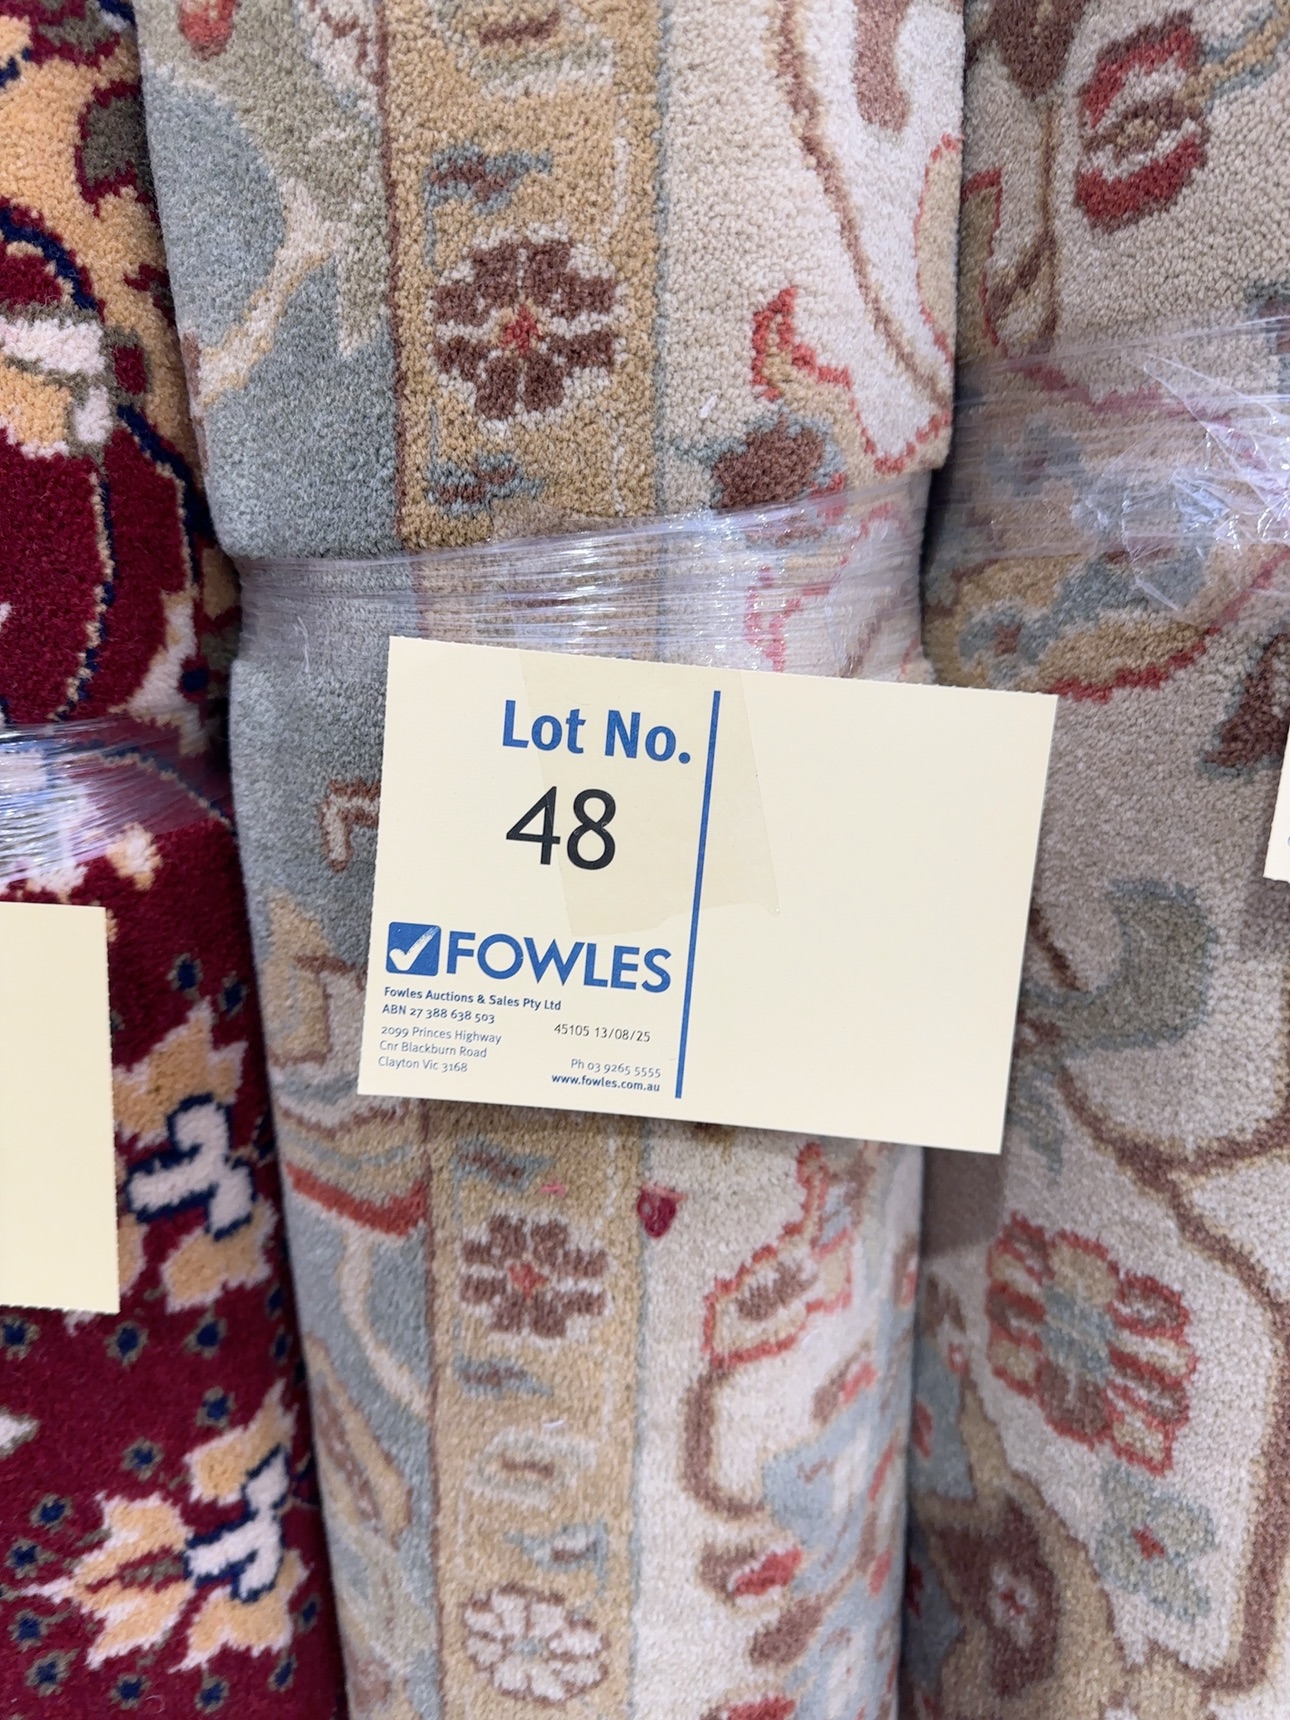 Lot No.
48
FOWLES
Fowles Auctions & Sales Pty Ltd
ABN 27 388 638 503
45105 13/08/25
2099 Princes Highway
Cnr Blackburn Road
Clayton Vic 3168
Ph 03 9265 5555
www.fowles.com.au